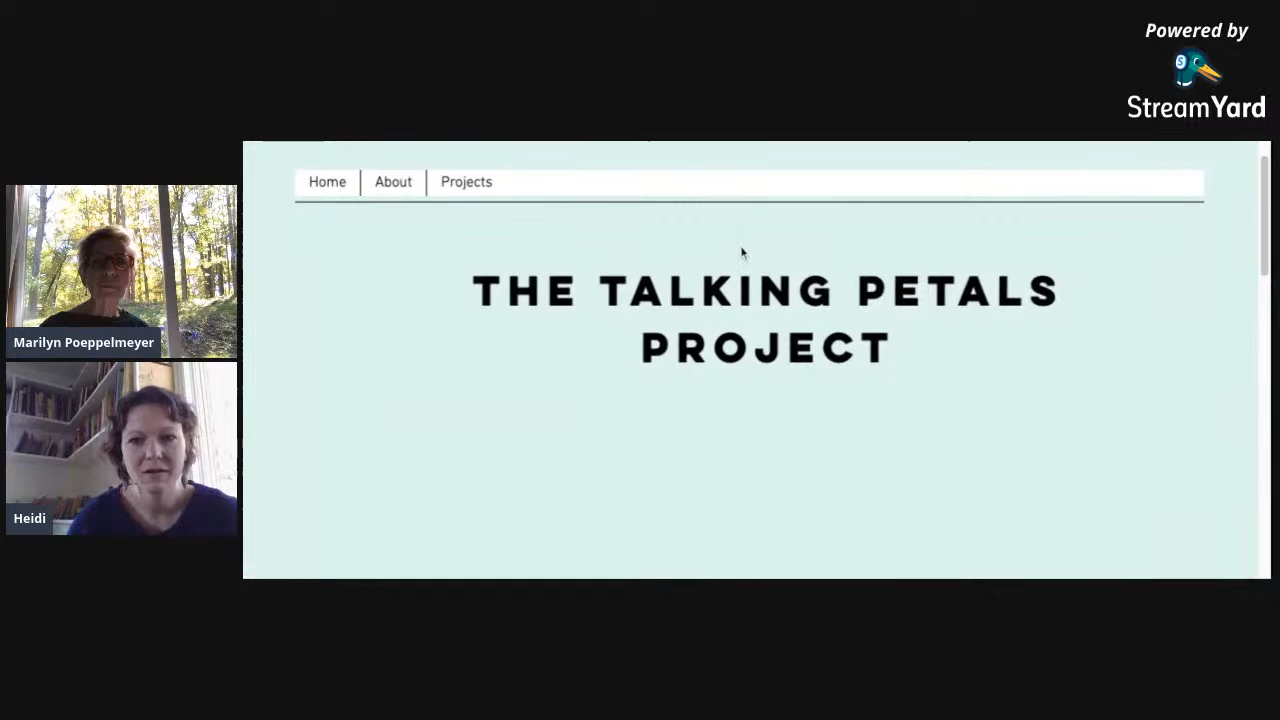 Powered by
StreamYard
Home
About
Projects
THE TALKING PETALS
PROJECT
Marilyn Poeppelmeyer
Heidi